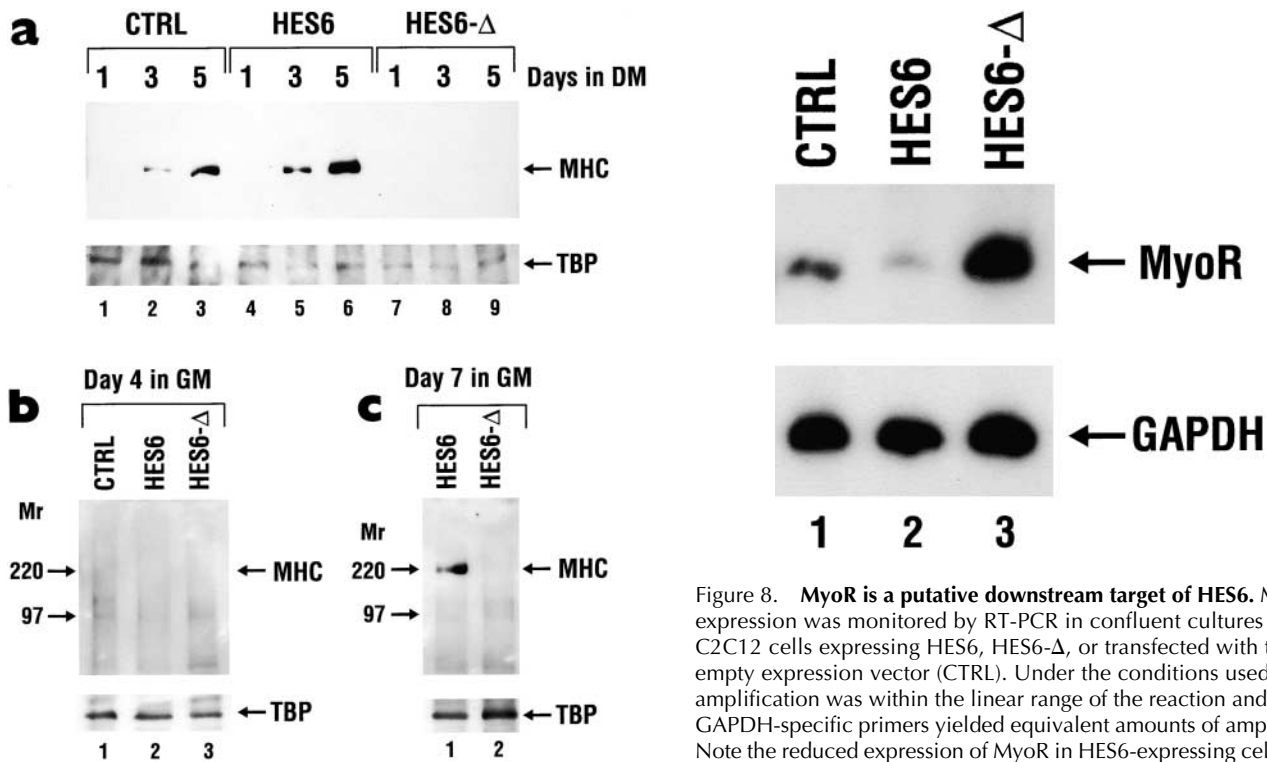 a
CTRL HES6 HES6-Δ
1 3 5 1 3 5 1 3 5 Days in DM
← MHC
← TBP
1 2 3 4 5 6 7 8 9
b
Day 4 in GM
CTRL HES6 HES6-Δ
Mr
220→ ← MHC
97→
← TBP
1 2 3
c
Day 7 in GM
HES6 HES6-Δ
Mr
220→ ← MHC
97→
← TBP
1 2
CTRL HES6 HES6-Δ
← MyoR
← GAPDH
1 2 3
Figure 8. MyoR is a putative downstream target of HES6.
expression was monitored by RT-PCR in confluent cultures
C2C12 cells expressing HES6, HES6-Δ, or transfected with
empty expression vector (CTRL). Under the conditions used
amplification was within the linear range of the reaction and
GAPDH-specific primers yielded equivalent amounts of
Note the reduced expression of MyoR in HES6-expressing